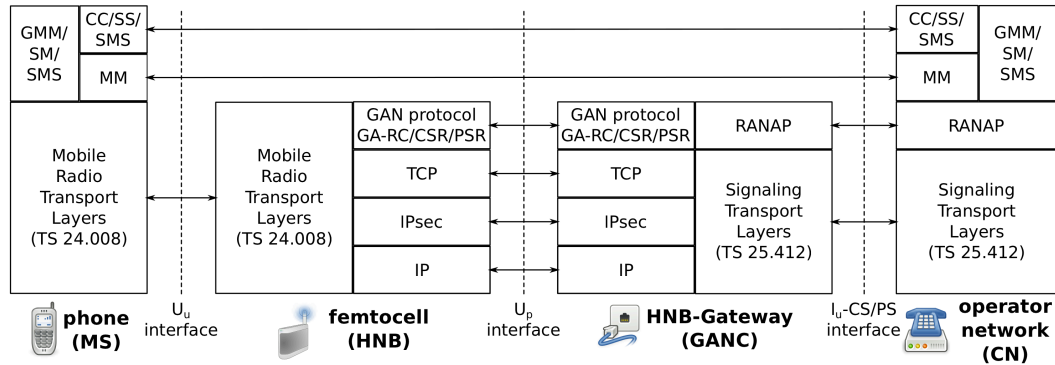 GMM/
SM/
SMS
CC/SS/
SMS
MM
Mobile
Radio
Transport
Layers
(TS 24.008)
Mobile
Radio
Transport
Layers
(TS 24.008)
GAN protocol
GA-RC/CSR/PSR
TCP
IPsec
IP
GAN protocol
GA-RC/CSR/PSR
TCP
IPsec
IP
RANAP
Signaling
Transport
Layers
(TS 25.412)
CC/SS/
SMS
MM
GMM/
SM/
SMS
RANAP
Signaling
Transport
Layers
(TS 25.412)
phone
(MS)
Uu
interface
femtocell
(HNB)
Up
interface
HNB-Gateway
(GANC)
Iu-CS/PS
interface
operator
network
(CN)